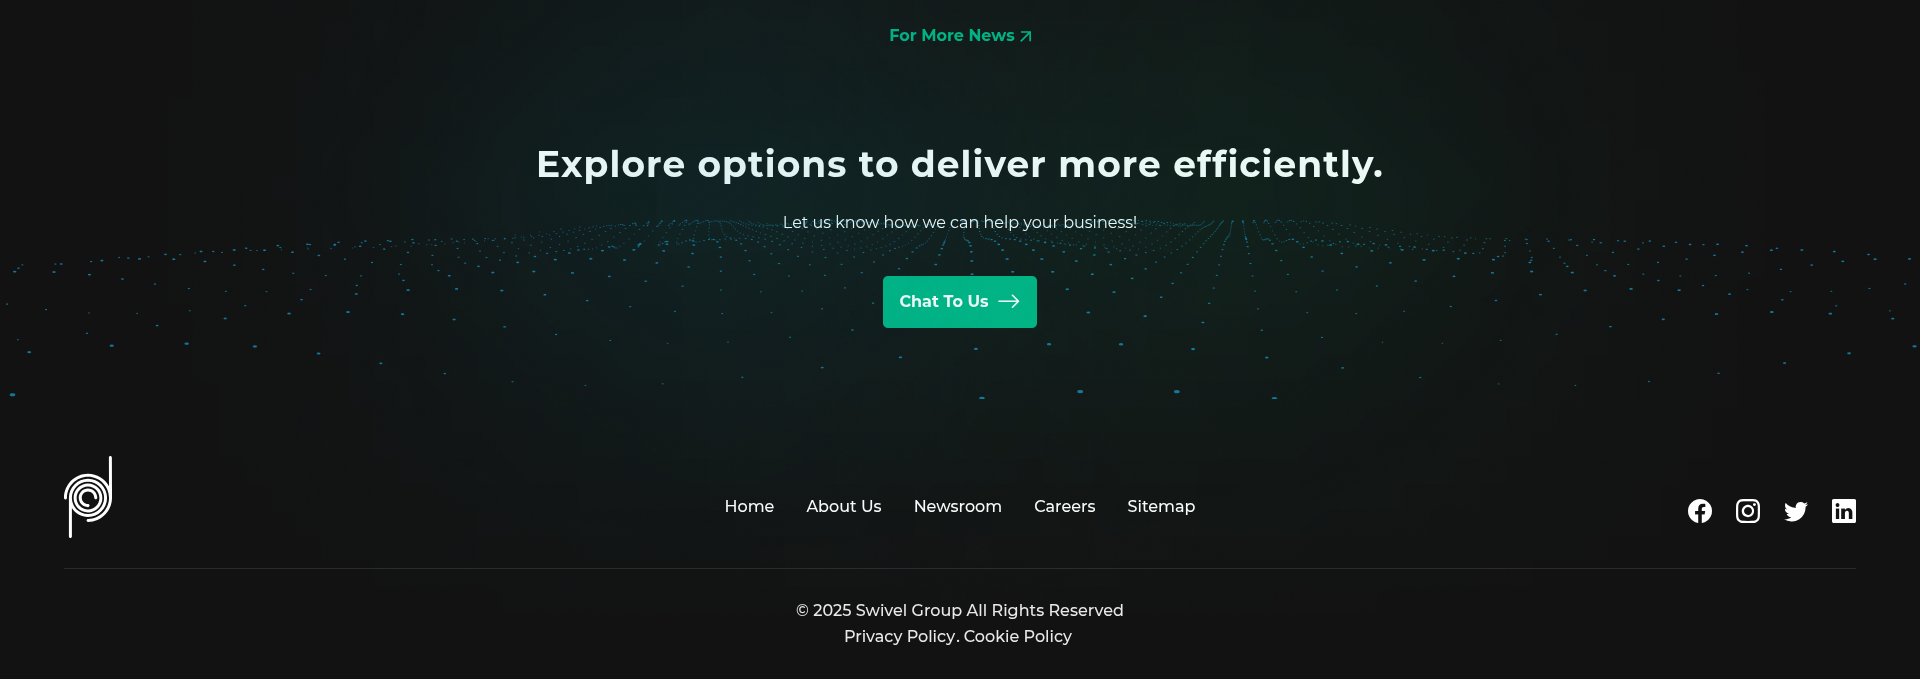 For More News
Explore options to deliver more efficiently.
Let us know how we can help your business!
Chat To Us
Home About Us Newsroom Careers Sitemap
© 2025 Swivel Group All Rights Reserved
Privacy Policy. Cookie Policy